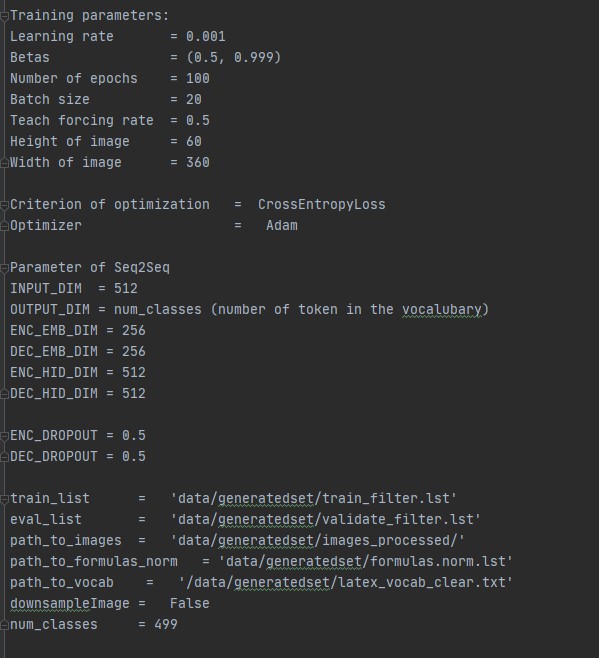 Training parameters:
Learning rate       = 0.001
Betas               = (0.5, 0.999)
Number of epochs    = 100
Batch size          = 20
Teach forcing rate  = 0.5
Height of image     = 60
Width of image      = 360

Criterion of optimization   =  CrossEntropyLoss
Optimizer                   =   Adam

Parameter of Seq2Seq
INPUT_DIM  = 512
OUTPUT_DIM = num_classes (number of token in the vocalubary)
ENC_EMB_DIM = 256
DEC_EMB_DIM = 256
ENC_HID_DIM = 512
DEC_HID_DIM = 512

ENC_DROPOUT = 0.5
DEC_DROPOUT = 0.5

train_list      =   'data/generatedset/train_filter.lst'
eval_list       =   'data/generatedset/validate_filter.lst'
path_to_images  =   'data/generatedset/images_processed/'
path_to_formulas_norm   = 'data/generatedset/formulas.norm.lst'
path_to_vocab    =   '/data/generatedset/latex_vocab_clear.txt'
downsampleImage =   False
num_classes     = 499